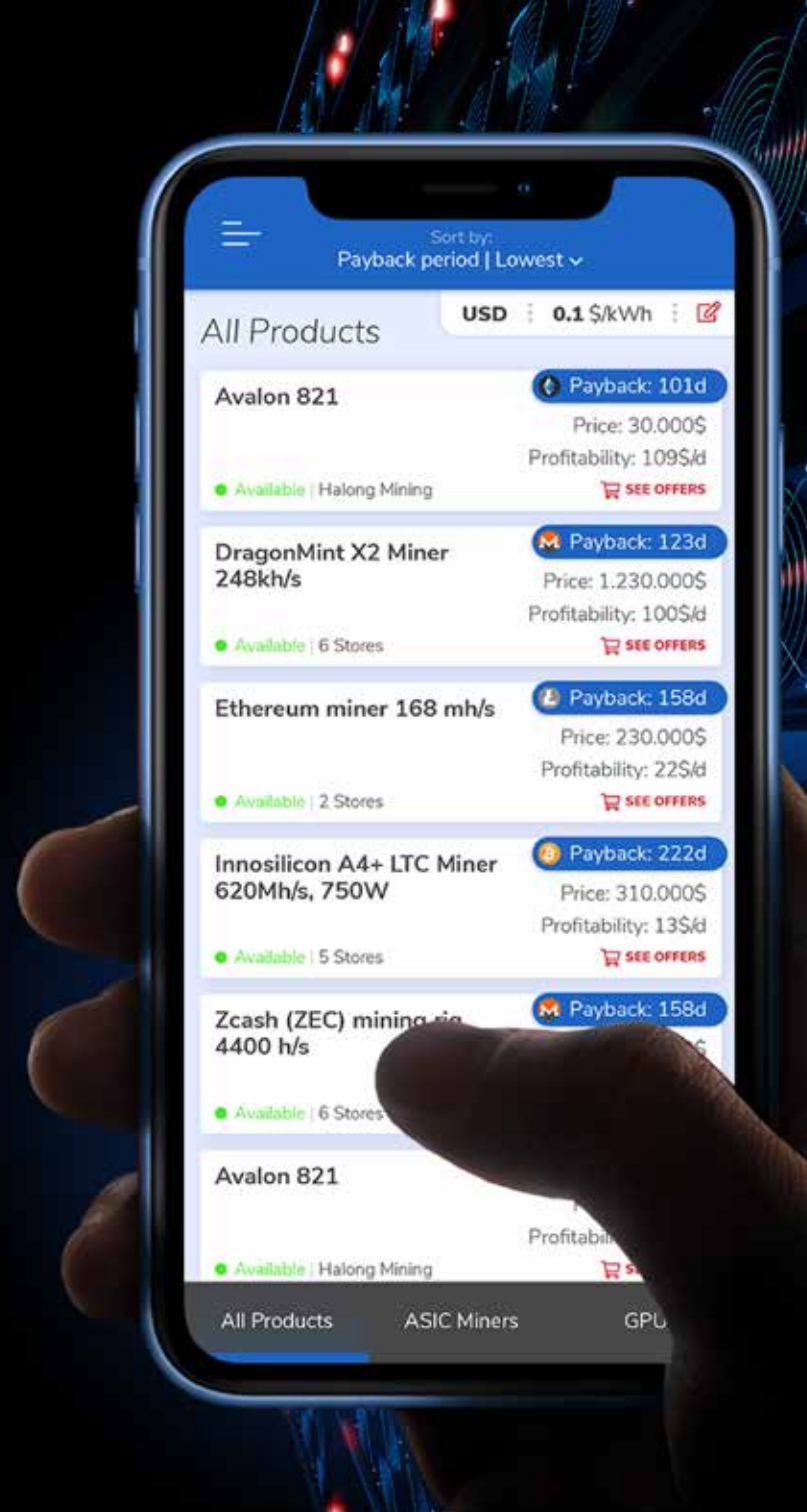 Sort by:
Payback period | Lowest
All Products
USD
0.1 $/kWh
Avalon 821
Payback: 101d
Price: 30.000$
Profitability: 109$/d
Available | Halong Mining
SEE OFFERS
DragonMint X2 Miner
248kh/s
Payback: 123d
Price: 1.230.000$
Profitability: 100$/d
Available | 6 Stores
SEE OFFERS
Ethereum miner 168 mh/s
Payback: 158d
Price: 230.000$
Profitability: 22$/d
Available | 2 Stores
SEE OFFERS
Innosilicon A4+ LTC Miner
620Mh/s, 750W
Payback: 222d
Price: 310.000$
Profitability: 13$/d
Available | 5 Stores
SEE OFFERS
Zcash (ZEC) mining rig
4400 h/s
Payback: 158d
Available | 6 Stores
Avalon 821
Available | Halong Mining
All Products
ASIC Miners
GPU